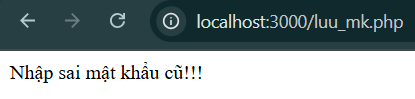 localhost:3000/luu_mk.php
Nhập sai mật khẩu cũ!!!